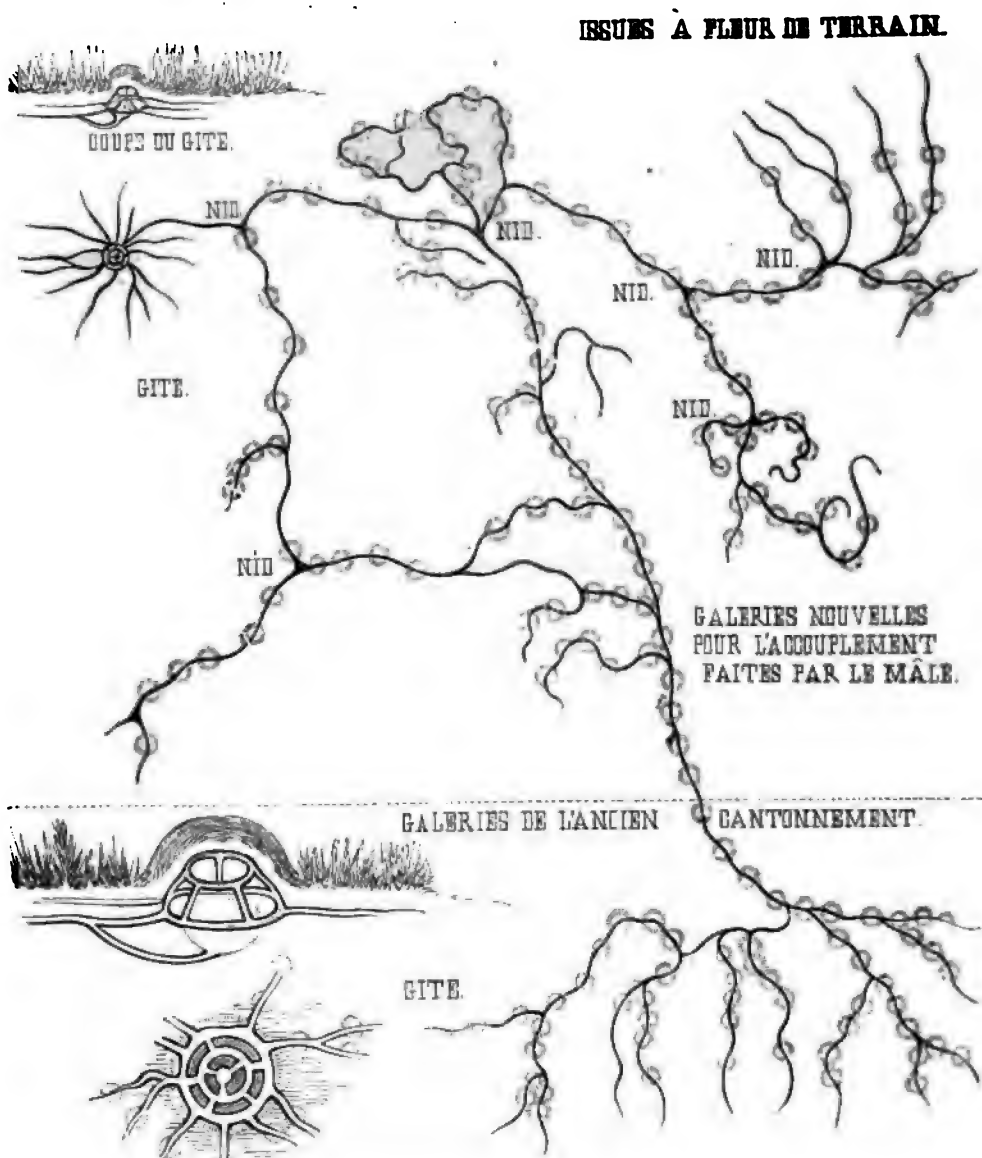 ISSUES À FLEUR DE TERRAIN.
COUPE DU GITE.
NID.
NID.
NID.
NID.
GITE.
NID.
NID
GALERIES NOUVELLES
POUR L'ACCOUPLEMENT
FAITES PAR LE MÂLE.
GALERIES DE L'ANCIEN CANTONNEMENT.
GITE.